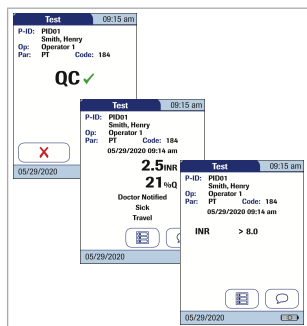 Test 09:15 am
P-ID: PID01
Smith, Henry
Op: Operator 1
Par: PT Code: 184
QC
05/29/2020
Test 09:15 am
P-ID: PID01
Smith, Henry
Op: Operator 1
Par: PT Code: 184
05/29/2020 09:14 am
2.5INR
21%Q
Doctor Notified
Sick
Travel
05/29/2020
Test 09:15 am
P-ID: PID01
Smith, Henry
Op: Operator 1
Par: PT Code: 184
05/29/2020 09:14 am
INR > 8.0
05/29/2020